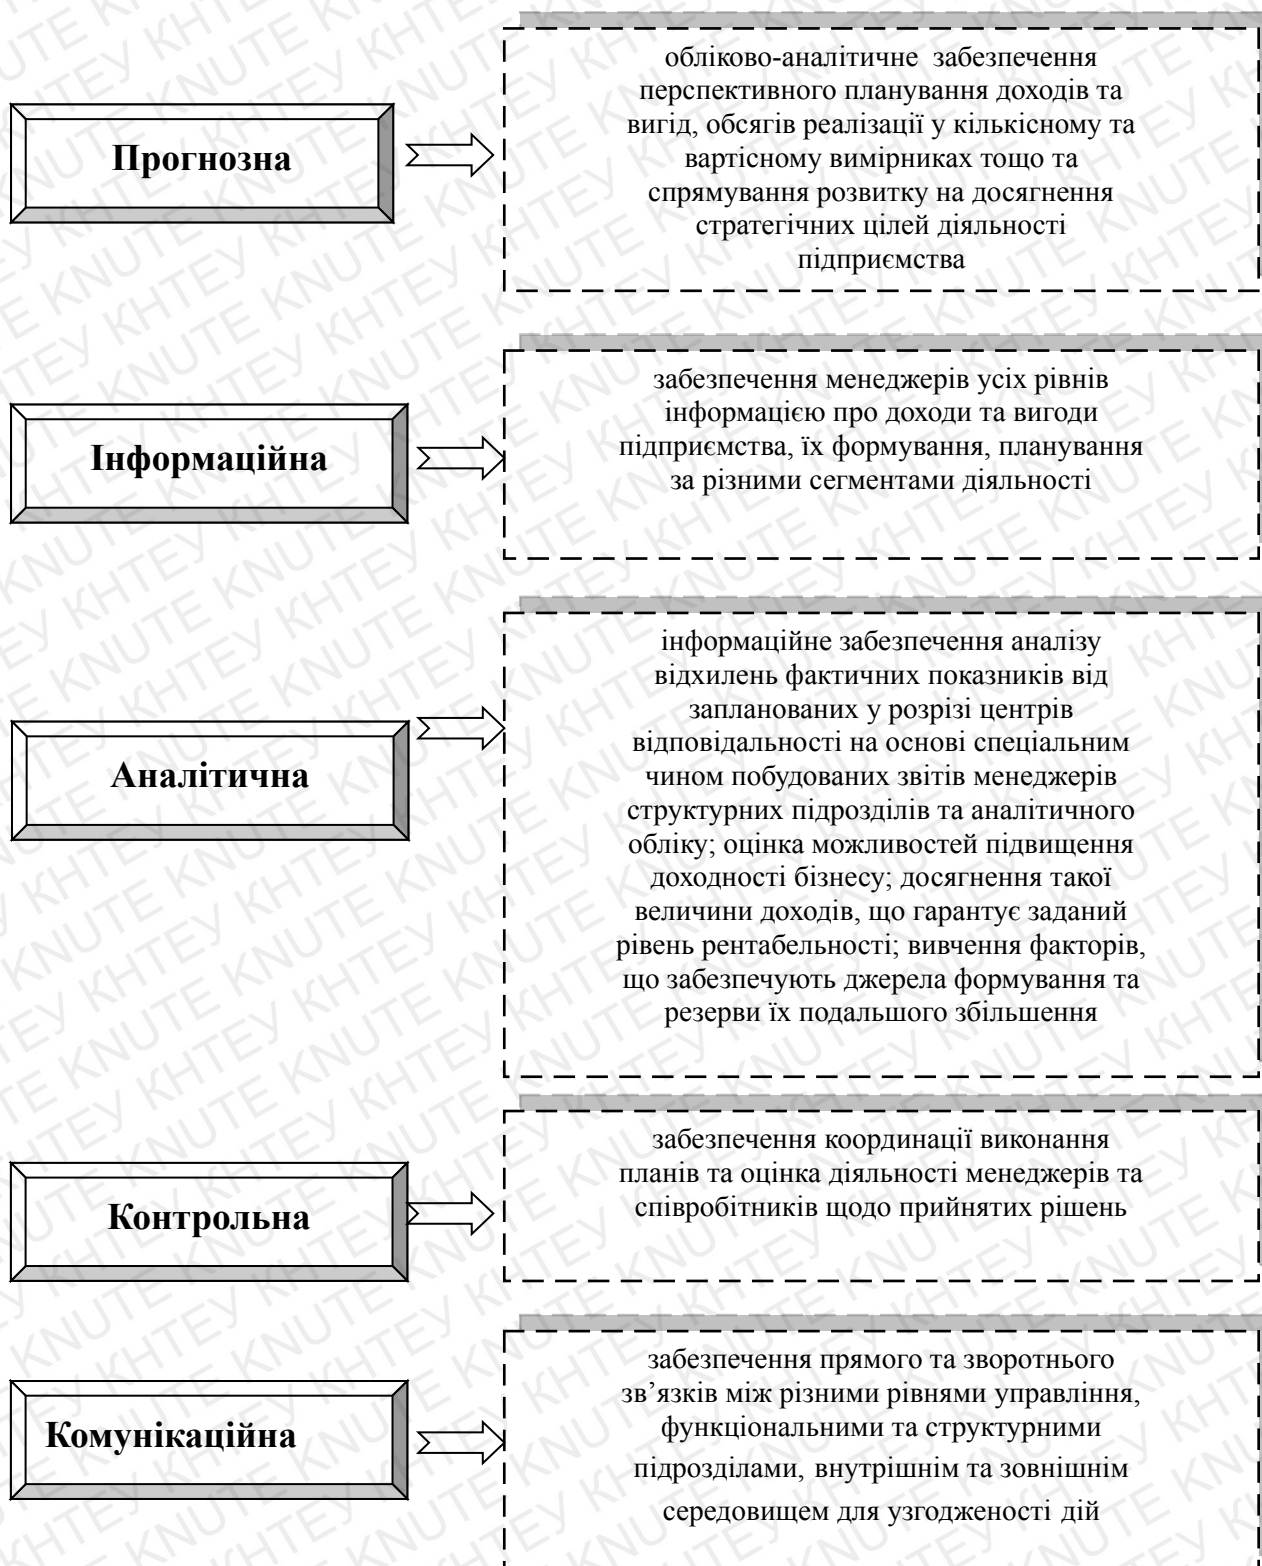 Прогнозна
обліково-аналітичне забезпечення
перспективного планування доходів та
вигід, обсягів реалізації у кількісному та
вартісному вимірниках тощо та
спрямування розвитку на досягнення
стратегічних цілей діяльності
підприємства
Інформаційна
забезпечення менеджерів усіх рівнів
інформацією про доходи та вигоди
підприємства, їх формування, планування
за різними сегментами діяльності
Аналітична
інформаційне забезпечення аналізу
відхилень фактичних показників від
запланованих у розрізі центрів
відповідальності на основі спеціальним
чином побудованих звітів менеджерів
структурних підрозділів та аналітичного
обліку; оцінка можливостей підвищення
доходності бізнесу; досягнення такої
величини доходів, що гарантує заданий
рівень рентабельності; вивчення факторів,
що забезпечують джерела формування та
резерви їх подальшого збільшення
Контрольна
забезпечення координації виконання
планів та оцінка діяльності менеджерів та
співробітників щодо прийнятих рішень
Комунікаційна
забезпечення прямого та зворотнього
зв’язків між різними рівнями управління,
функціональними та структурними
підрозділами, внутрішнім та зовнішнім
середовищем для узгодженості дій